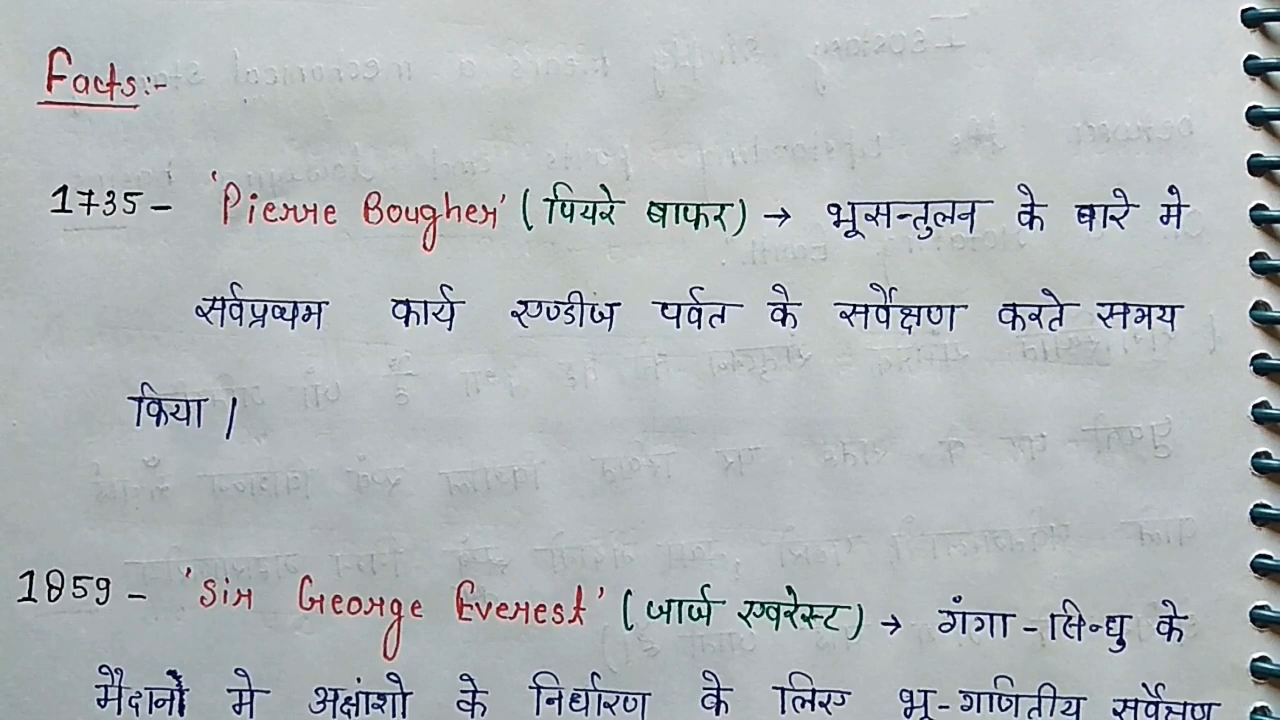 Facts:-
1735 - 'Pierre Bougher' (पियरे बाफर) → भूसन्तुलन के बारे मे
सर्वप्रथम कार्य एण्डीज पर्वत के सर्वेक्षण करते समय
किया ।
1859 - 'Sir George Everest' (जार्ज एवरेस्ट) → गंगा - सिन्धु के
मैदानो मे अक्षांशो के निर्धारण के लिए भू-गणितीय सर्वेक्षण